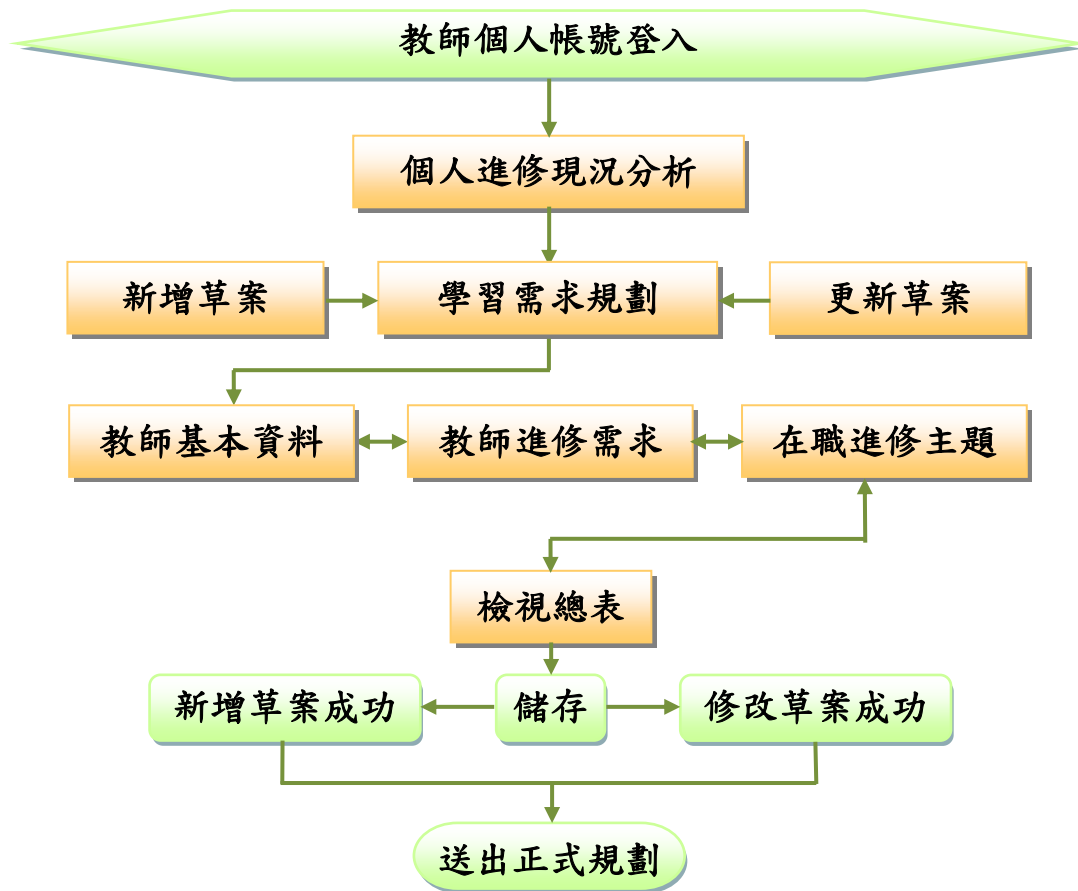 教師個人帳號登入
個人進修現況分析
新增草案
學習需求規劃
更新草案
教師基本資料
教師進修需求
在職進修主題
檢視總表
新增草案成功
儲存
修改草案成功
送出正式規劃